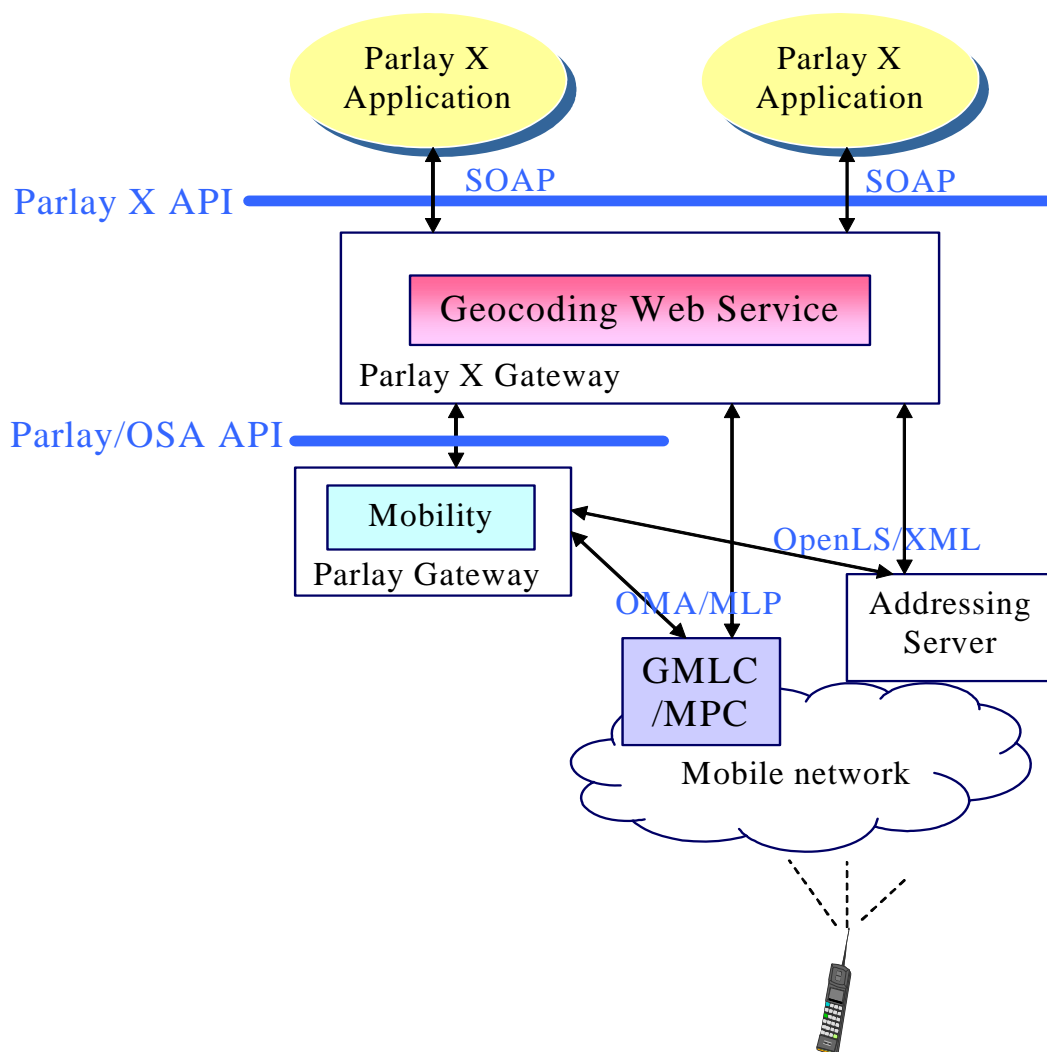 Parlay X
Application
Parlay X
Application
SOAP
SOAP
Parlay X API
Geocoding Web Service
Parlay X Gateway
Parlay/OSA API
Mobility
Parlay Gateway
OpenLS/XML
OMA/MLP
Addressing
Server
GMLC
/MPC
Mobile network